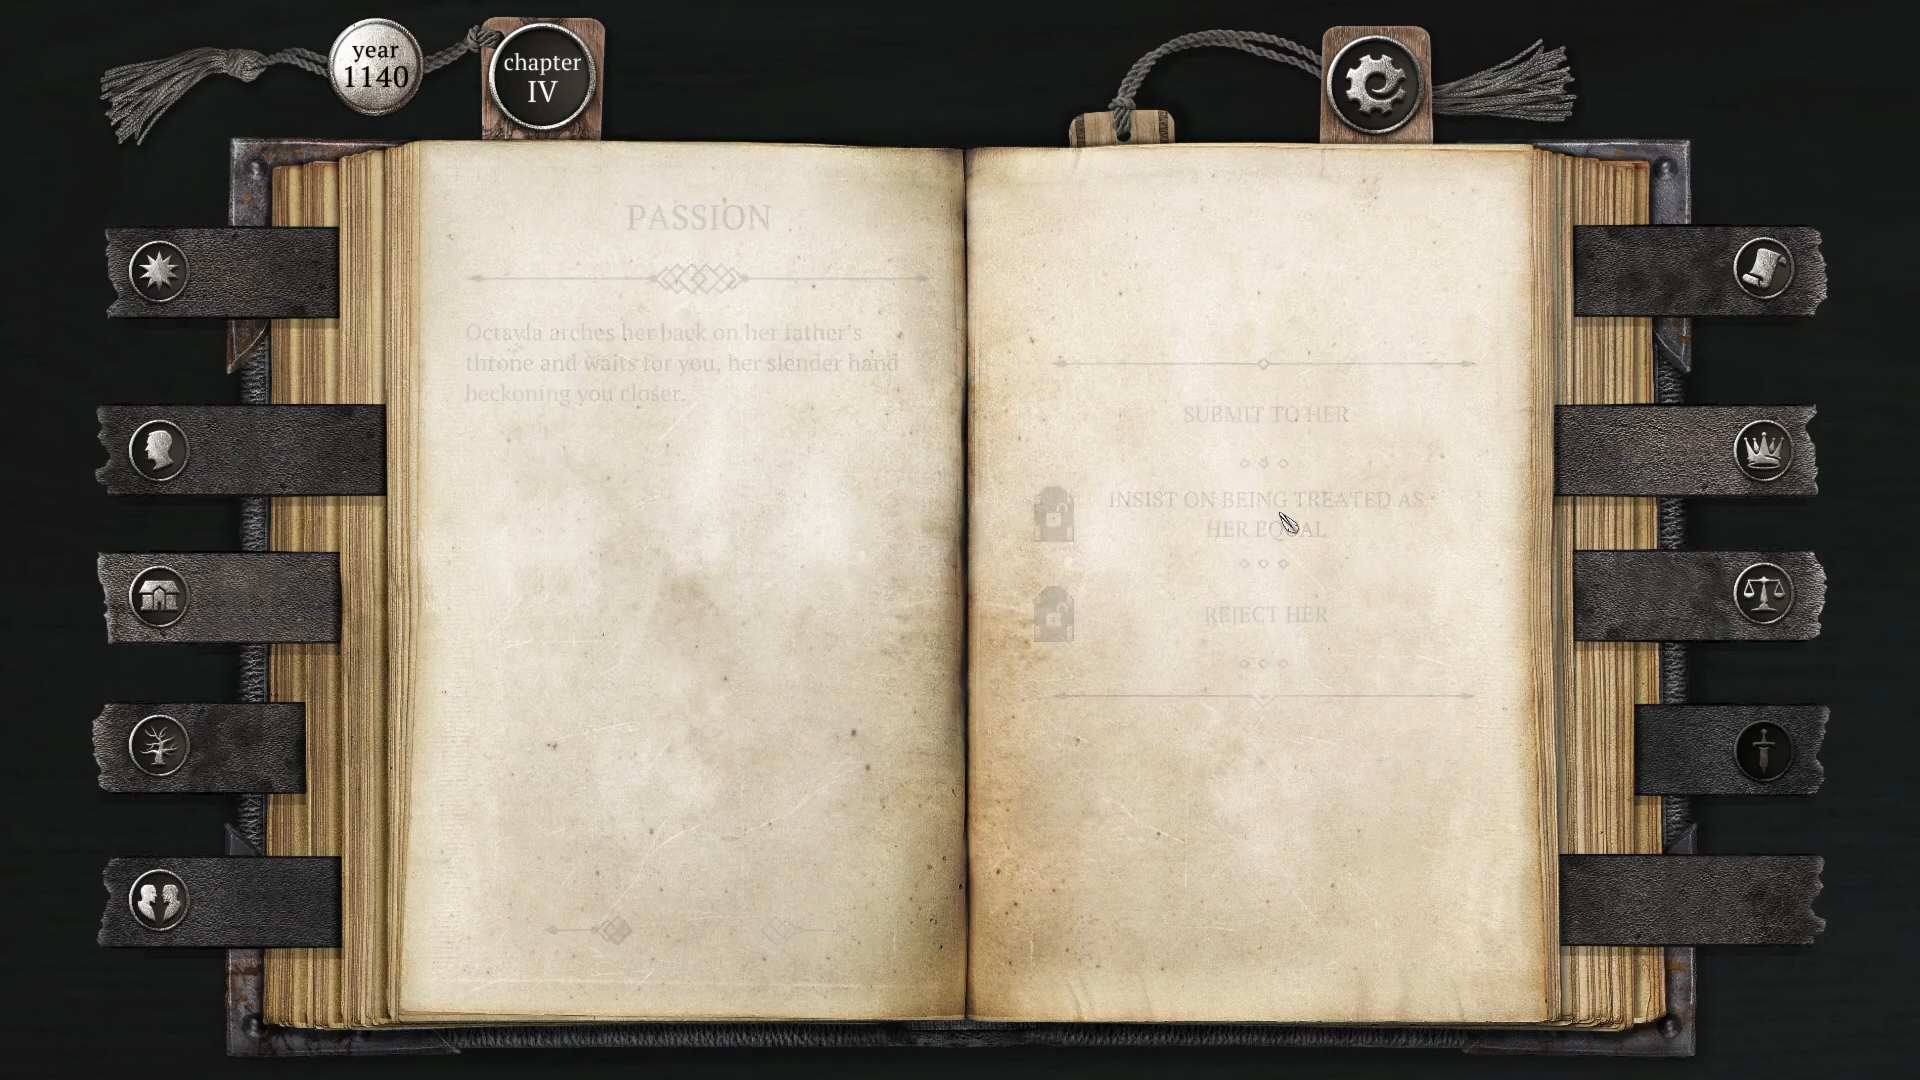 year
1140
chapter
IV
PASSION
Octavia arches her back on her father's
throne and waits for you, her slender hand
beckoning you closer.
SUBMIT TO HER
INSIST ON BEING TREATED AS
HER EQUAL
REJECT HER